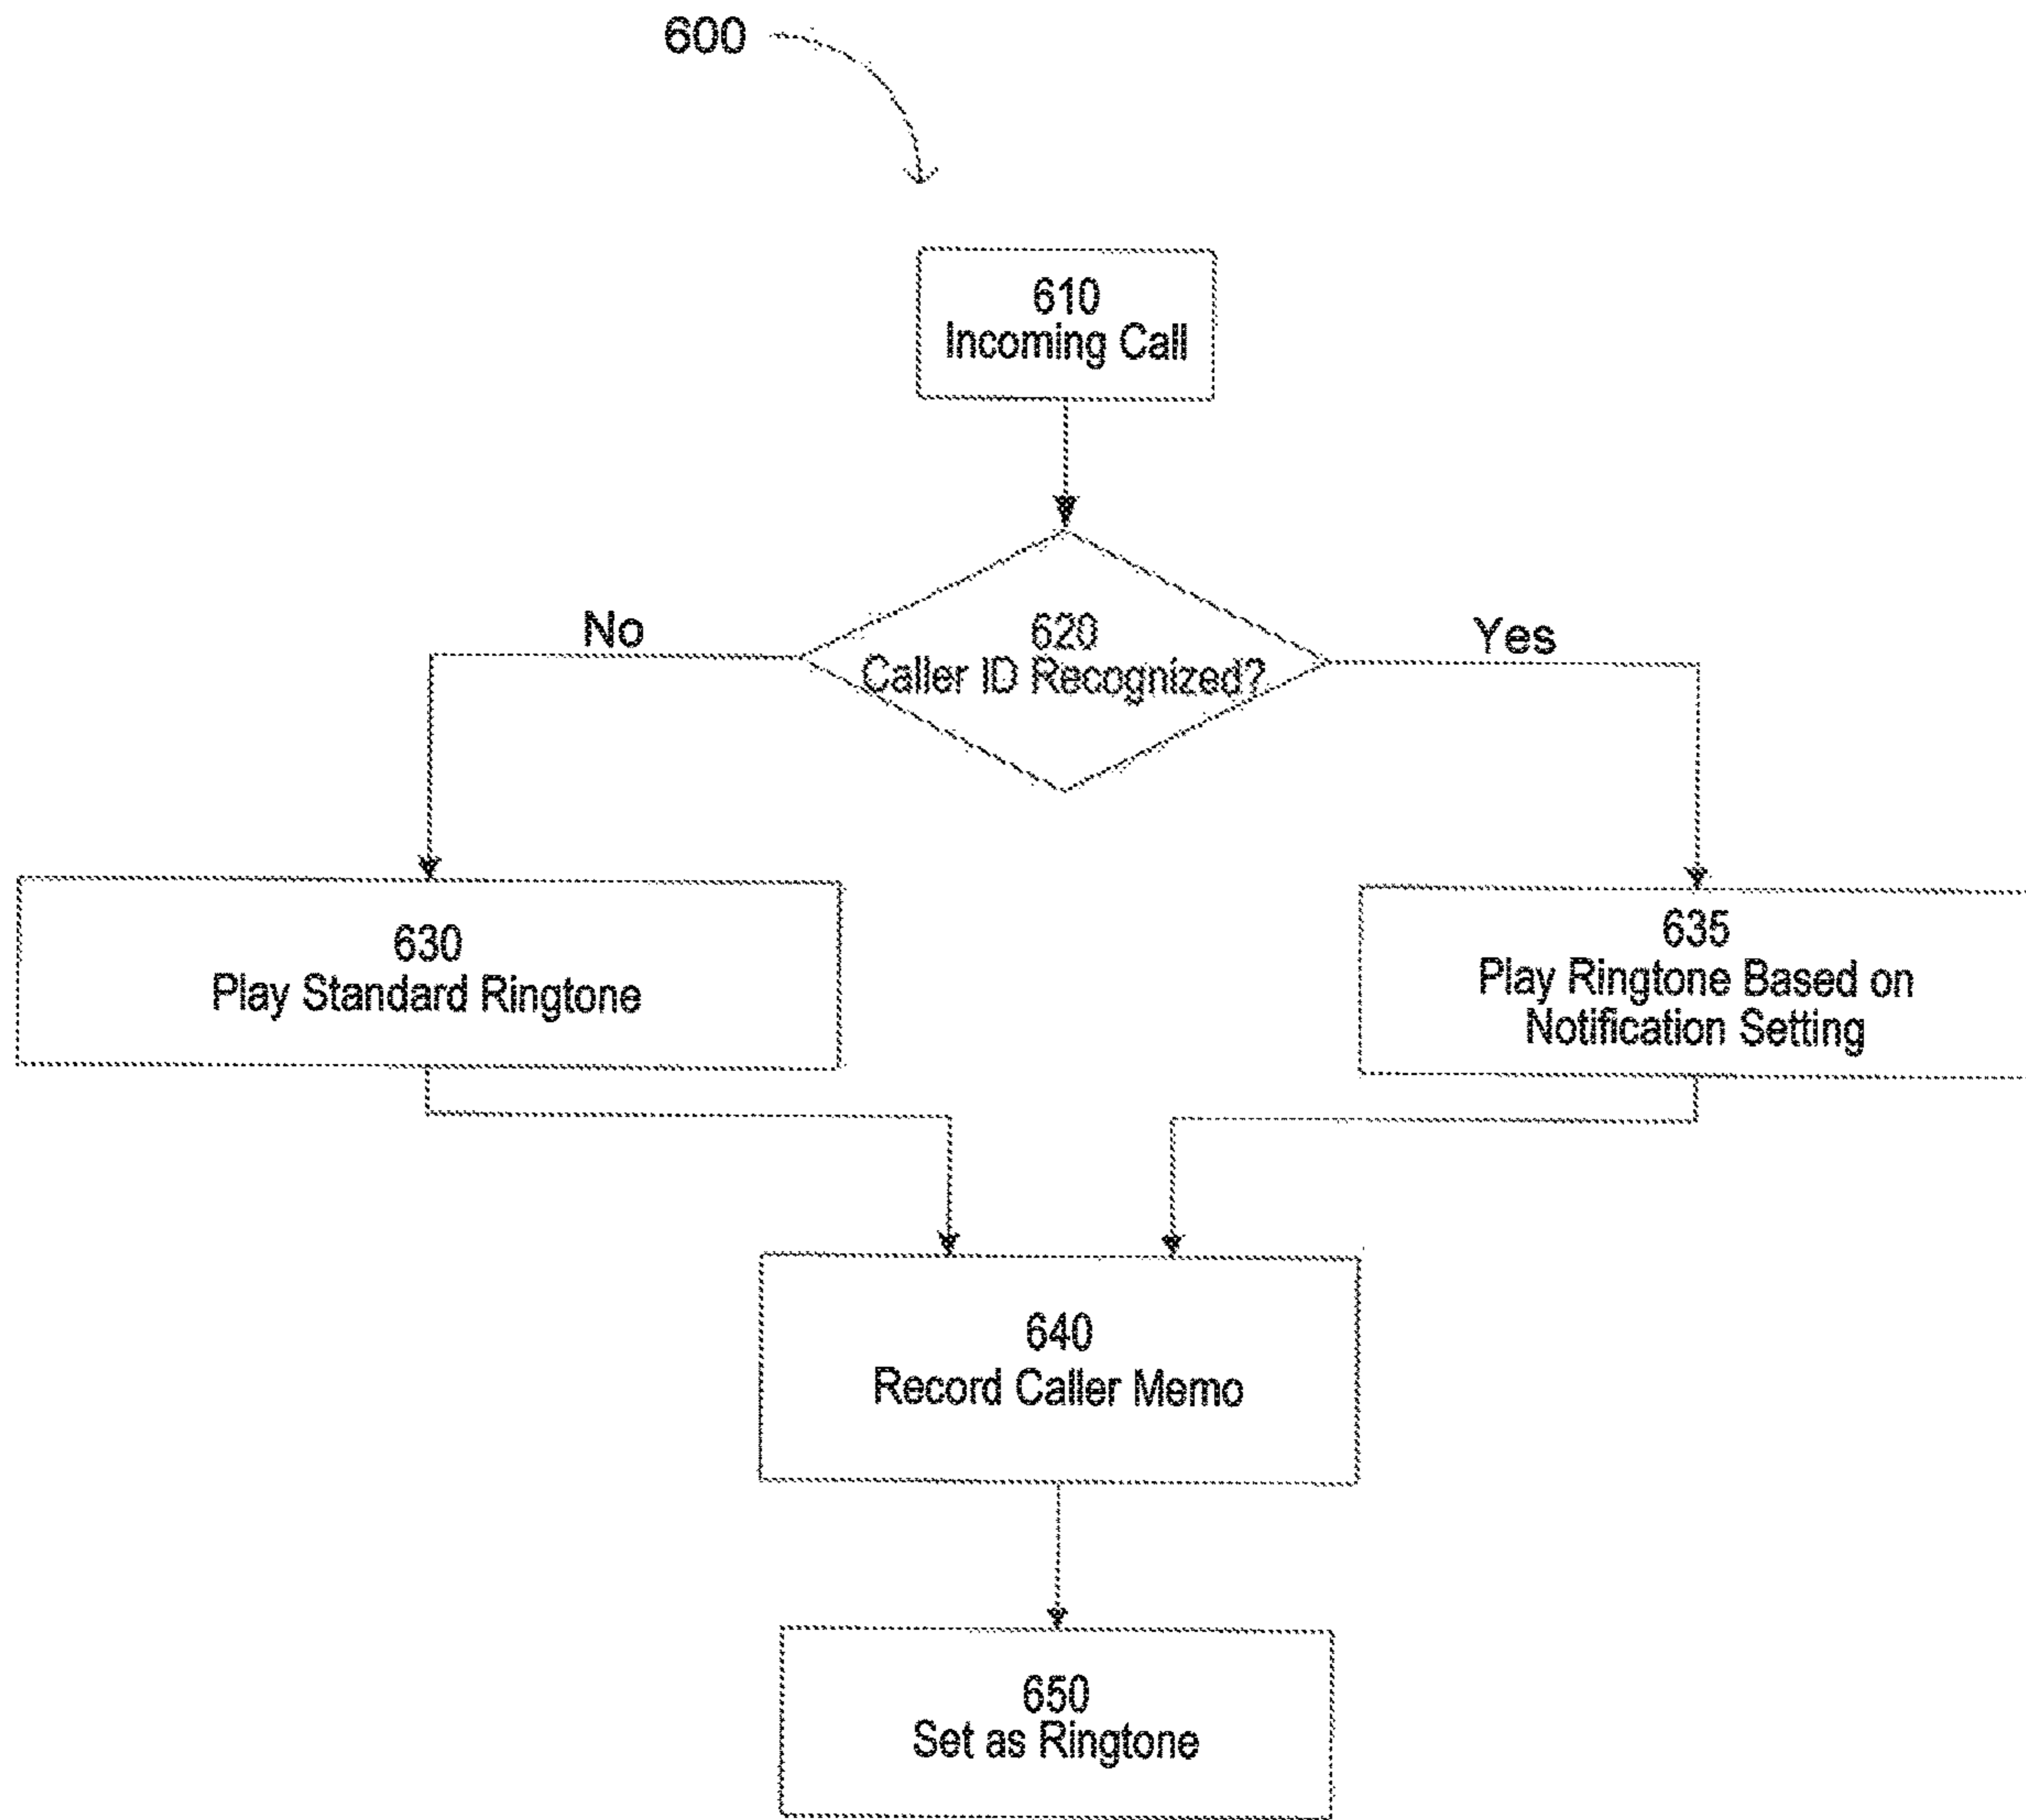 600
610
Incoming Call
620
Caller ID Recognized?
No
Yes
630
Play Standard Ringtone
635
Play Ringtone Based on
Notification Setting
640
Record Caller Memo
650
Set as Ringtone